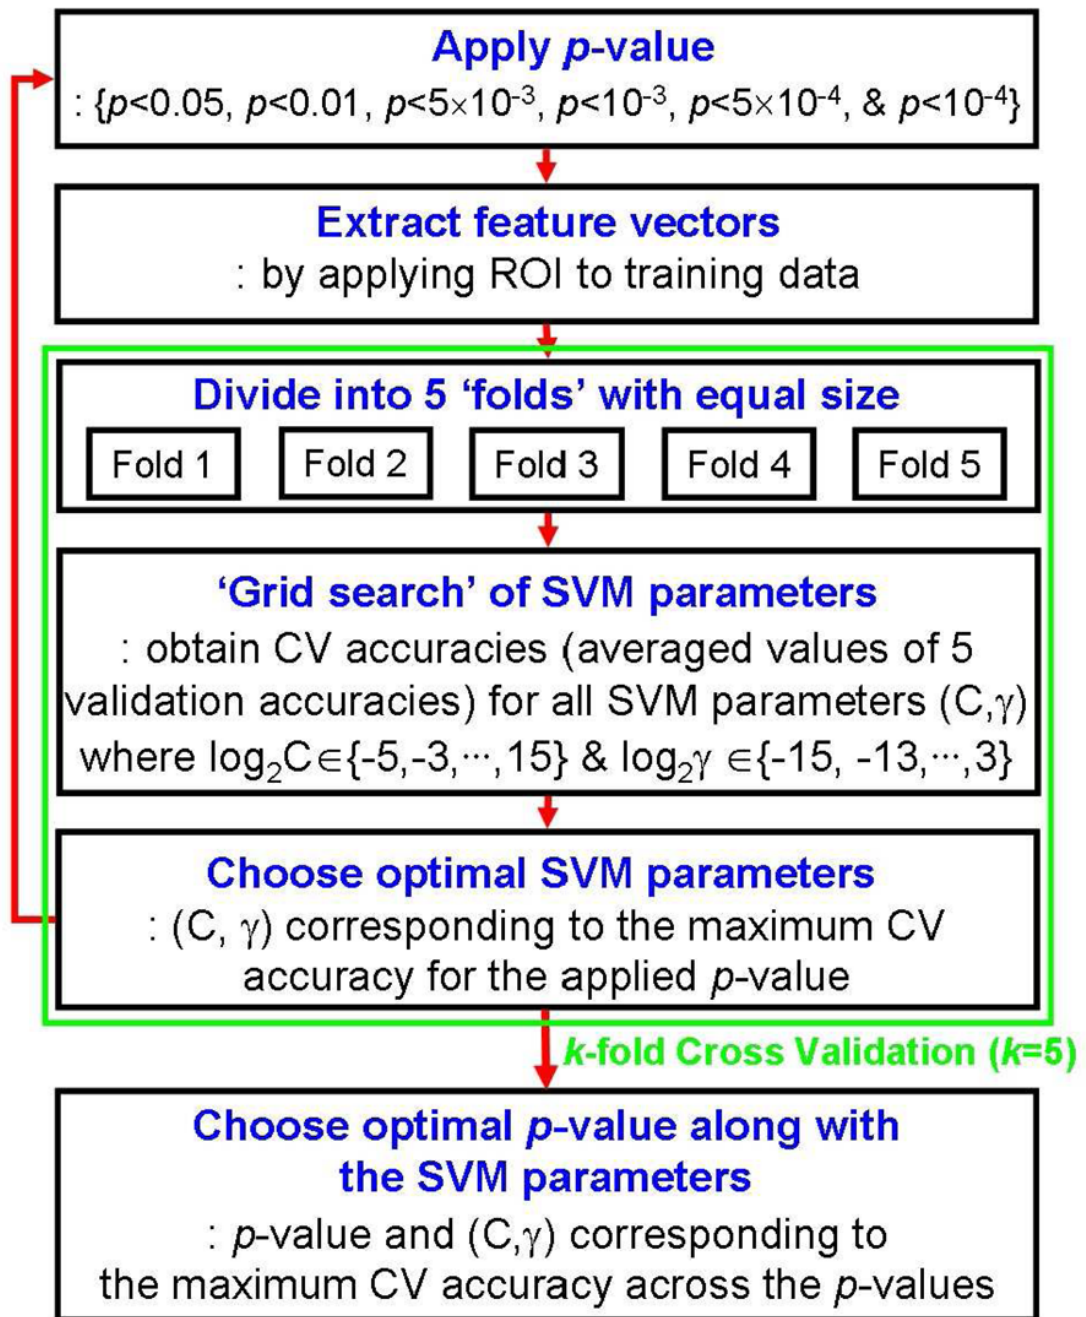 Apply p-value
: {p<0.05, p<0.01, p<5×10⁻³, p<10⁻³, p<5×10⁻⁴, & p<10⁻⁴}
Extract feature vectors
: by applying ROI to training data
Divide into 5 ‘folds’ with equal size
Fold 1 Fold 2 Fold 3 Fold 4 Fold 5
‘Grid search’ of SVM parameters
: obtain CV accuracies (averaged values of 5
validation accuracies) for all SVM parameters (C,γ)
where log₂C∈{-5,-3,⋯,15} & log₂γ ∈{-15, -13,⋯,3}
Choose optimal SVM parameters
: (C, γ) corresponding to the maximum CV
accuracy for the applied p-value
k-fold Cross Validation (k=5)
Choose optimal p-value along with
the SVM parameters
: p-value and (C,γ) corresponding to
the maximum CV accuracy across the p-values